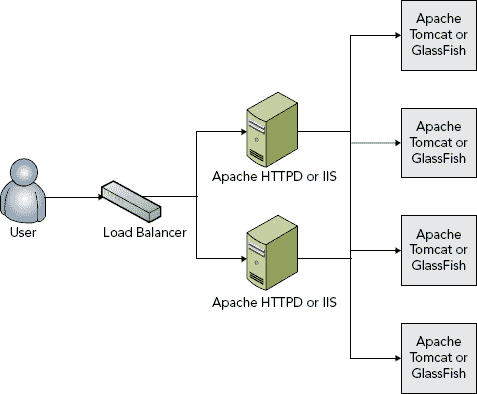 User
Load Balancer
Apache HTTPD or IIS
Apache HTTPD or IIS
Apache
Tomcat or
GlassFish
Apache
Tomcat or
GlassFish
Apache
Tomcat or
GlassFish
Apache
Tomcat or
GlassFish